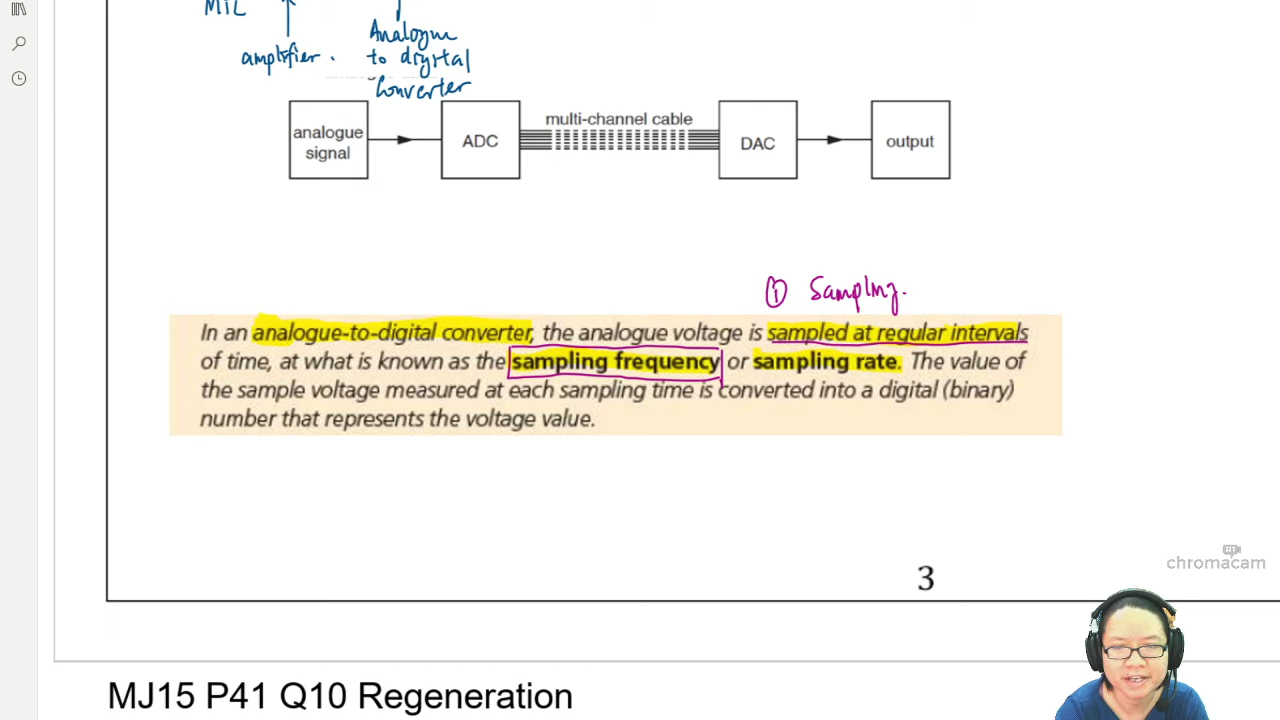 MIC
amplifier.
Analogue
to digital
Converter
analogue
signal
ADC
multi-channel cable
DAC
output
① Sampling.
In an analogue-to-digital converter, the analogue voltage is sampled at regular intervals
of time, at what is known as the sampling frequency or sampling rate. The value of
the sample voltage measured at each sampling time is converted into a digital (binary)
number that represents the voltage value.
chromacam
3
MJ15 P41 Q10 Regeneration